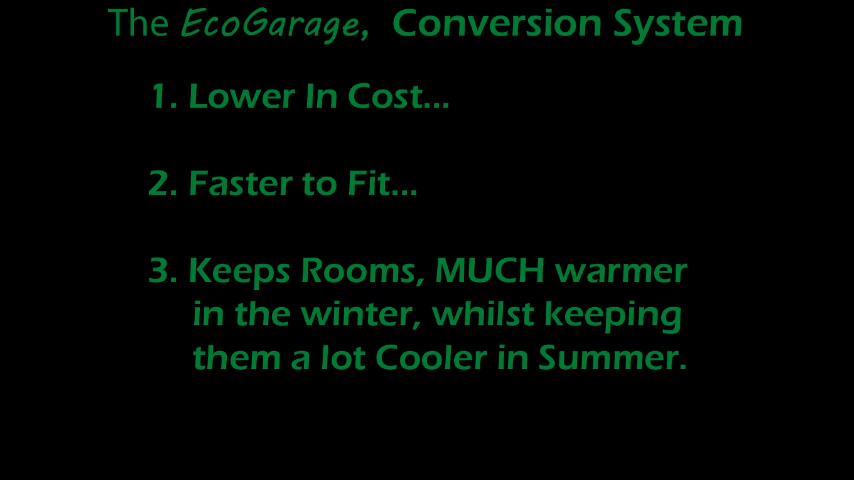 The EcoGarage, Conversion System
1. Lower In Cost...
2. Faster to Fit...
3. Keeps Rooms, MUCH warmer
in the winter, whilst keeping
them a lot Cooler in Summer.